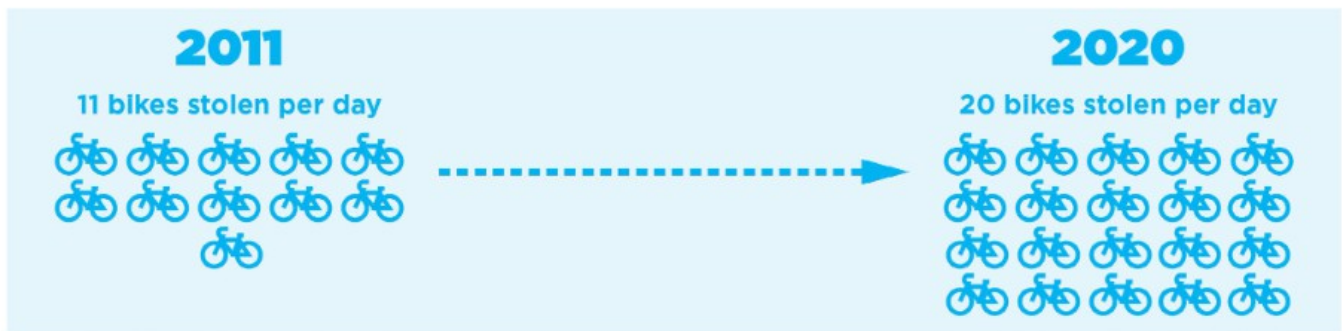 2011
11 bikes stolen per day
2020
20 bikes stolen per day